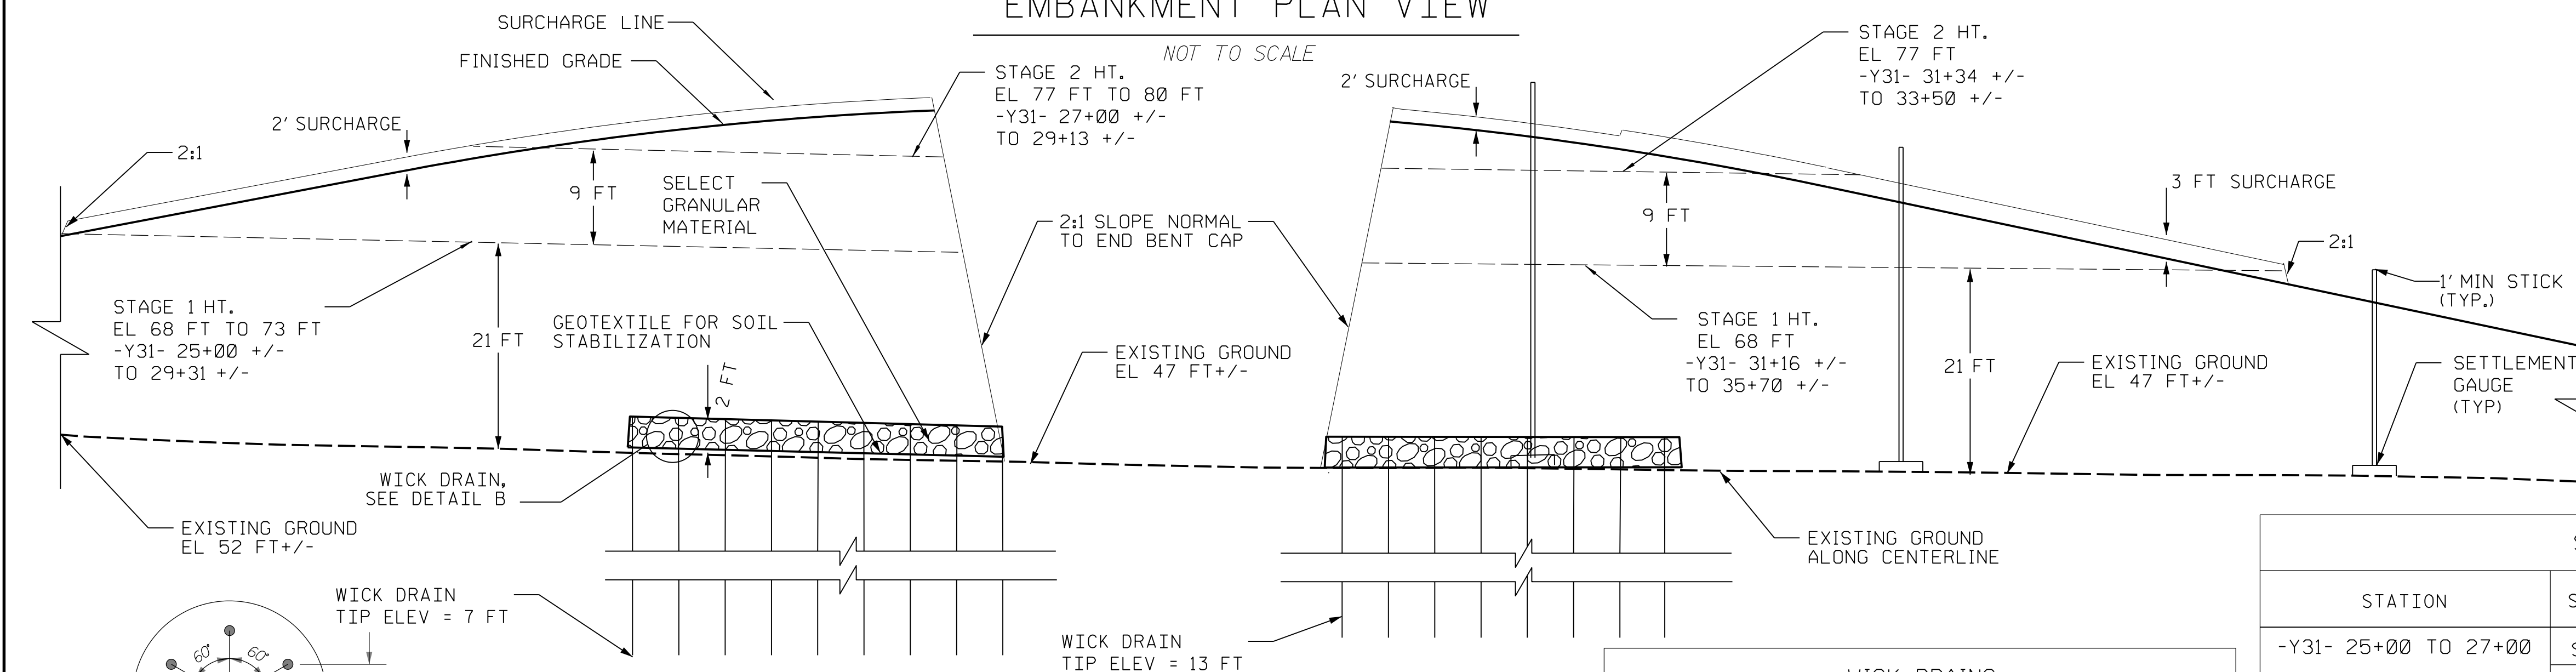 EMBANKMENT PLAN VIEW
NOT TO SCALE
SURCHARGE LINE
FINISHED GRADE
2' SURCHARGE
2:1
STAGE 2 HT.
EL 77 FT TO 80 FT
-Y31- 27+00 +/-
TO 29+13 +/-
9 FT
SELECT
GRANULAR
MATERIAL
STAGE 1 HT.
EL 68 FT TO 73 FT
-Y31- 25+00 +/-
TO 29+31 +/-
21 FT
GEOTEXTILE FOR SOIL
STABILIZATION
2 FT
2:1 SLOPE NORMAL
TO END BENT CAP
EXISTING GROUND
EL 47 FT+/-
WICK DRAIN,
SEE DETAIL B
EXISTING GROUND
EL 52 FT+/-
WICK DRAIN
TIP ELEV = 7 FT
60°
60°
2' SURCHARGE
STAGE 2 HT.
EL 77 FT
-Y31- 31+34 +/-
TO 33+50 +/-
9 FT
3 FT SURCHARGE
2:1
STAGE 1 HT.
EL 68 FT
-Y31- 31+16 +/-
TO 35+70 +/-
21 FT
EXISTING GROUND
EL 47 FT+/-
1' MIN STICK
(TYP.)
SETTLEMENT
GAUGE
(TYP)
EXISTING GROUND
ALONG CENTERLINE
WICK DRAIN
TIP ELEV = 13 FT
WICK DRAINS
STATION
-Y31- 25+00 TO 27+00